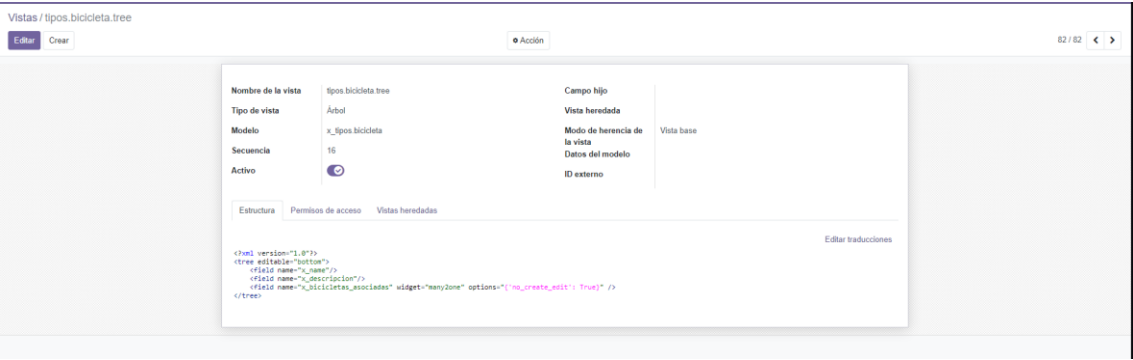 Vistas / tipos.bicicleta.tree
Editar Crear Acción 82 / 82
Nombre de la vista tipos.bicicleta.tree Campo hijo
Tipo de vista Árbol Vista heredada
Modelo x_tipos.bicicleta Modo de herencia de la vista Vista base
Secuencia 16 Datos del modelo
Activo ID externo
Estructura Permisos de acceso Vistas heredadas
Editar traducciones
<?xml version="1.0"?>
<tree editable="bottom">
<field name="x_name"/>
<field name="x_descripcion"/>
<field name="x_bicicletas_asociadas" widget="many2one" options="{'no_create_edit': True}" />
</tree>